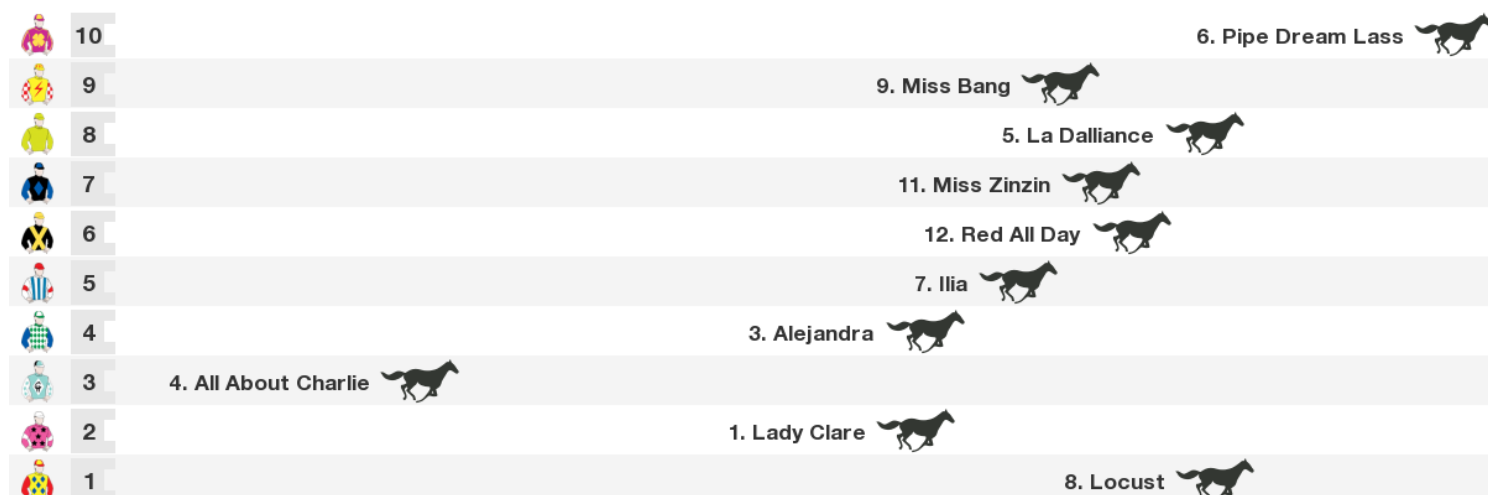 10 6. Pipe Dream Lass
9 9. Miss Bang
8 5. La Dalliance
7 11. Miss Zinzin
6 12. Red All Day
5 7. Ilia
4 3. Alejandra
3 4. All About Charlie
2 1. Lady Clare
1 8. Locust